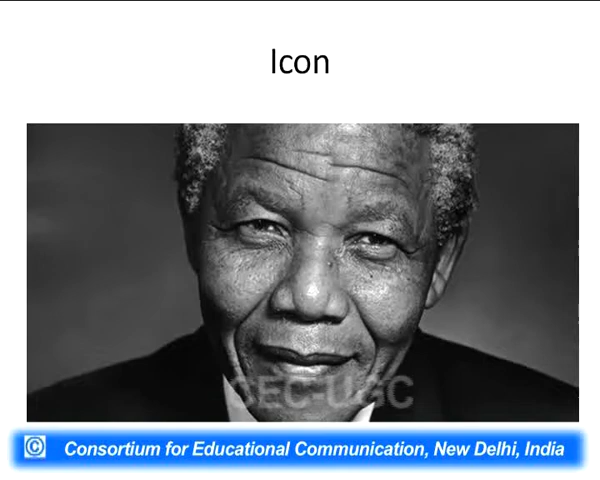 Icon
CEC-UGC
© Consortium for Educational Communication, New Delhi, India